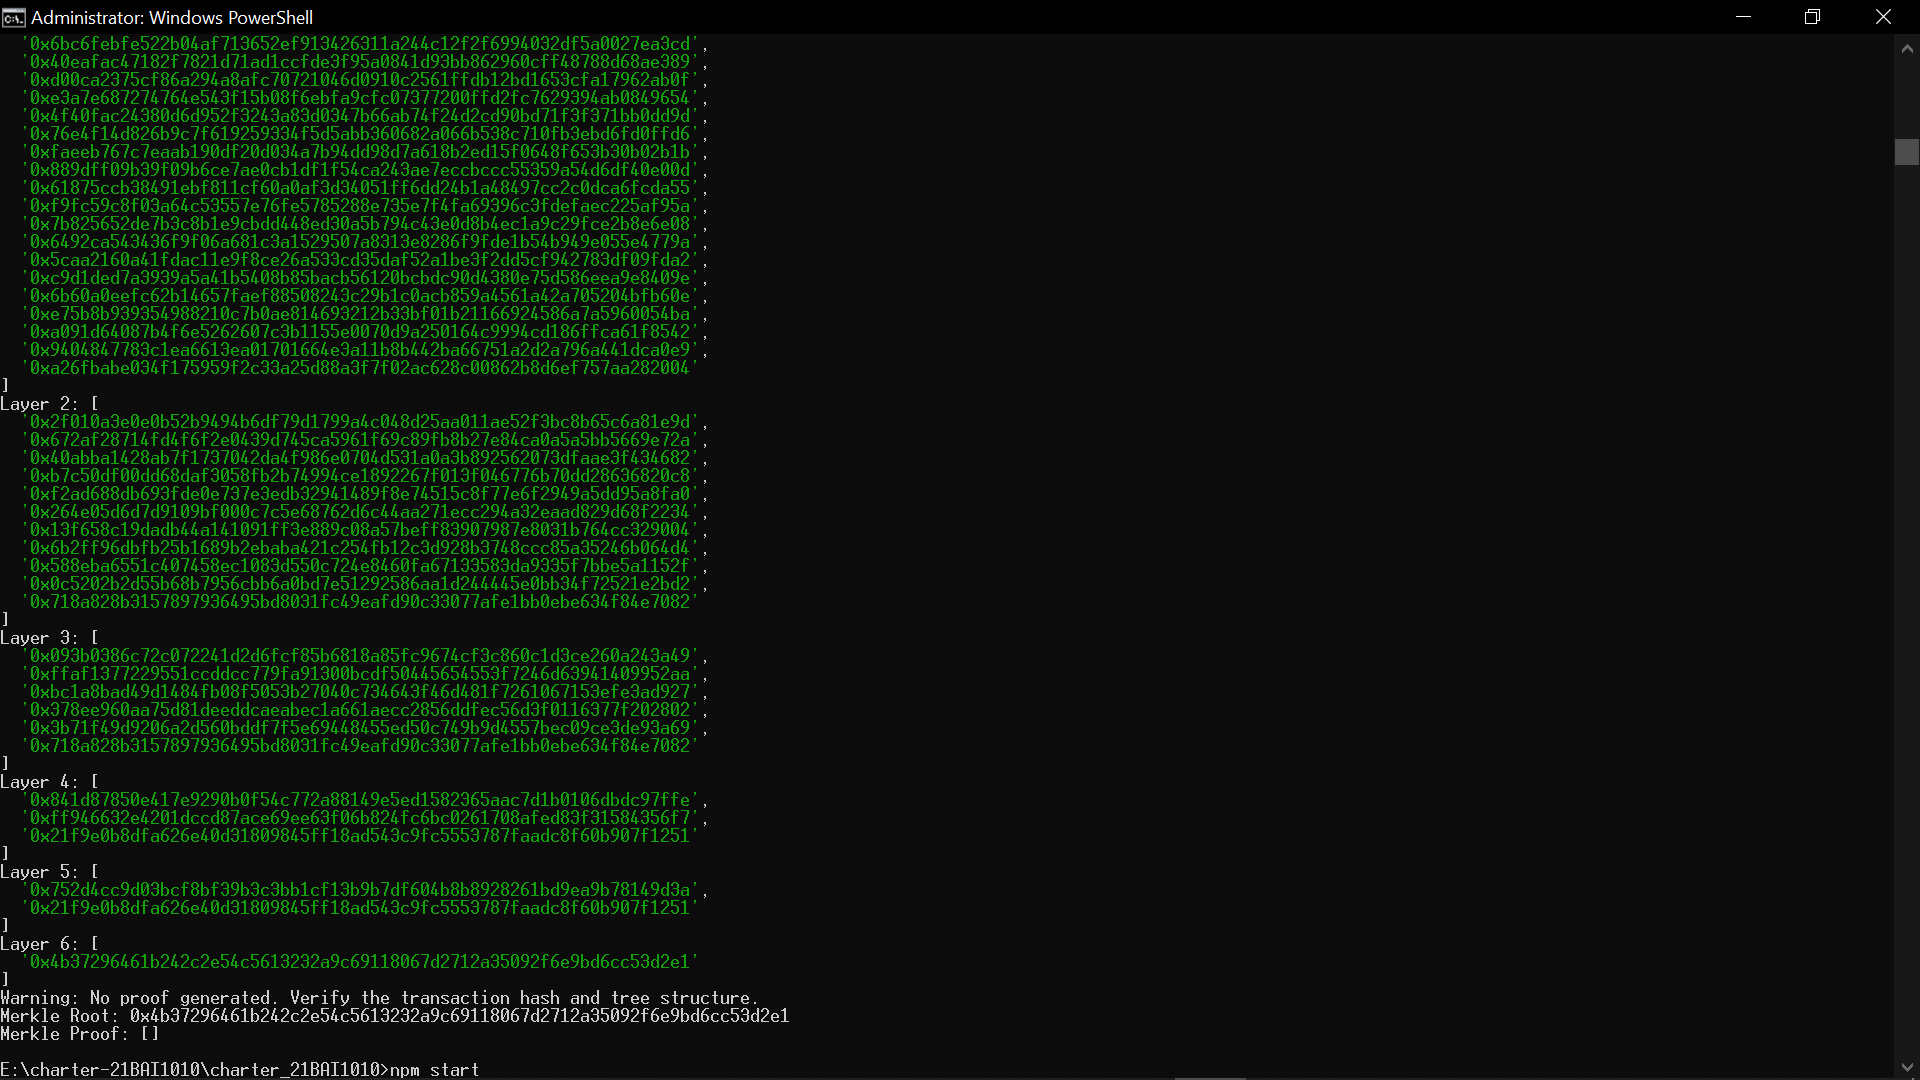 Administrator: Windows PowerShell
'0x6bc6febfe522b04af713652ef913426311a244c12f2f6994032df5a0027ea3cd',
'0x40eafac47182f7821d71ad1ccfde3f95a0841d93bb862960cff48788d68ae389',
'0xd00ca2375cf86a294a8afc70721046d0910c2561ffdb12bd1653cfa17962ab0f',
'0xe3a7e687274764e543f15b08f6ebfa9cfc07377200ffd2fc7629394ab0849654',
'0x4f40fac24380d6d952f3243a83d0347b66ab74f24d2cd90bd71f3f371bb0dd9d',
'0x76e4f14d826b9c7f619259334f5d5abb360682a066b538c710fb3ebd6fd0ffd6',
'0xfaeeb767c7eaab190df20d034a7b94dd98d7a618b2ed15f0648f653b30b02b1b',
'0x889dff09b39f09b6ce7ae0cb1df1f54ca243ae7eccbccc55359a54d6df40e00d',
'0x61875ccb38491ebf811cf60a0af3d34051ff6dd24b1a48497cc2c0dca6fcda55',
'0xf9fc59c8f03a64c53557e76fe5785288e735e7f4fa69396c3fdefaec225af95a',
'0x7b825652de7b3c8b1e9cbdd448ed30a5b794c43e0d8b4ec1a9c29fce2b8e6e08',
'0x6492ca543436f9f06a681c3a1529507a8313e8286f9fde1b54b949e055e4779a',
'0x5caa2160a41fdac11e9f8ce26a533cd35daf52a1be3f2dd5cf942783df09fda2',
'0xc9d1ded7a3939a5a41b5408b85bacb56120bcbdc90d4380e75d586eea9e8409e',
'0x6b60a0eefc62b14657faef88508243c29b1c0acb859a4561a42a705204bfb60e',
'0xe75b8b939354988210c7b0ae814693212b33bf01b21166924586a7a5960054ba',
'0xa091d64087b4f6e5262607c3b1155e0070d9a250164c9994cd186ffca61f8542',
'0x9404847783c1ea6613ea01701664e3a11b8b442ba66751a2d2a796a441dca0e9',
'0xa26fbabe034f175959f2c33a25d88a3f7f02ac628c00862b8d6ef757aa282004'
]
Layer 2: [
'0x2f010a3e0e0b52b9494b6df79d1799a4c048d25aa011ae52f3bc8b65c6a81e9d',
'0x672af28714fd4f6f2e0439d745ca5961f69c89fb8b27e84ca0a5a5bb5669e72a',
'0x40abba1428ab7f1737042da4f986e0704d531a0a3b892562073dfaae3f434682',
'0xb7c50df00dd68daf3058fb2b74994ce1892267f013f046776b70dd28636820c8',
'0xf2ad688db693fde0e737e3edb32941489f8e74515c8f77e6f2949a5dd95a8fa0',
'0x264e05d6d7d9109bf000c7c5e68762d6c44aa271ecc294a32eaad829d68f2234',
'0x13f658c19dadb44a141091ff3e889c08a57beff83907987e8031b764cc329004',
'0x6b2ff96dbfb25b1689b2ebaba421c254fb12c3d928b3748ccc85a35246b064d4',
'0x588eba6551c407458ec1083d550c724e8460fa67133583da9335f7bbe5a1152f',
'0x0c5202b2d55b68b7956cbb6a0bd7e51292586aa1d244445e0bb34f72521e2bd2',
'0x718a828b3157897936495bd8031fc49eafd90c33077afe1bb0ebe634f84e7082'
]
Layer 3: [
'0x093b0386c72c072241d2d6fcf85b6818a85fc9674cf3c860c1d3ce260a243a49',
'0xffaf1377229551ccddcc779fa91300bcdf50445654553f7246d63941409952aa',
'0xbc1a8bad49d1484fb08f5053b27040c734643f46d481f7261067153efe3ad927',
'0x378ee960aa75d81deeddcaeabec1a661aecc2856ddfec56d3f0116377f202802',
'0x3b71f49d9206a2d560bddf7f5e69448455ed50c749b9d4557bec09ce3de93a69',
'0x718a828b3157897936495bd8031fc49eafd90c33077afe1bb0ebe634f84e7082'
]
Layer 4: [
'0x841d87850e417e9290b0f54c772a88149e5ed1582365aac7d1b0106dbdc97ffe',
'0xff946632e4201dccd87ace69ee63f06b824fc6bc0261708afed83f31584356f7',
'0x21f9e0b8dfa626e40d31809845ff18ad543c9fc5553787faadc8f60b907f1251'
]
Layer 5: [
'0x752d4cc9d03bcf8bf39b3c3bb1cf13b9b7df604b8b8928261bd9ea9b78149d3a',
'0x21f9e0b8dfa626e40d31809845ff18ad543c9fc5553787faadc8f60b907f1251'
]
Layer 6: [
'0x4b37296461b242c2e54c5613232a9c69118067d2712a35092f6e9bd6cc53d2e1'
]
Warning: No proof generated. Verify the transaction hash and tree structure.
Merkle Root: 0x4b37296461b242c2e54c5613232a9c69118067d2712a35092f6e9bd6cc53d2e1
Merkle Proof: []
E:\charter-21BAI1010\charter_21BAI1010>npm start